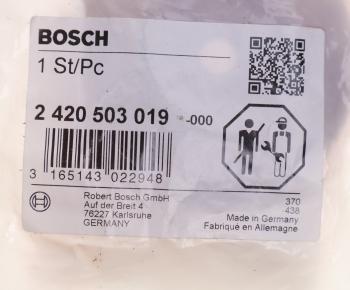 BOSCH
1 St/Pc
2 420 503 019 -000
3 165143 022948
Robert Bosch GmbH
Auf der Breit 4
76227 Karlsruhe
GERMANY
370
438
Made in Germany
Fabriqué en Allemagne